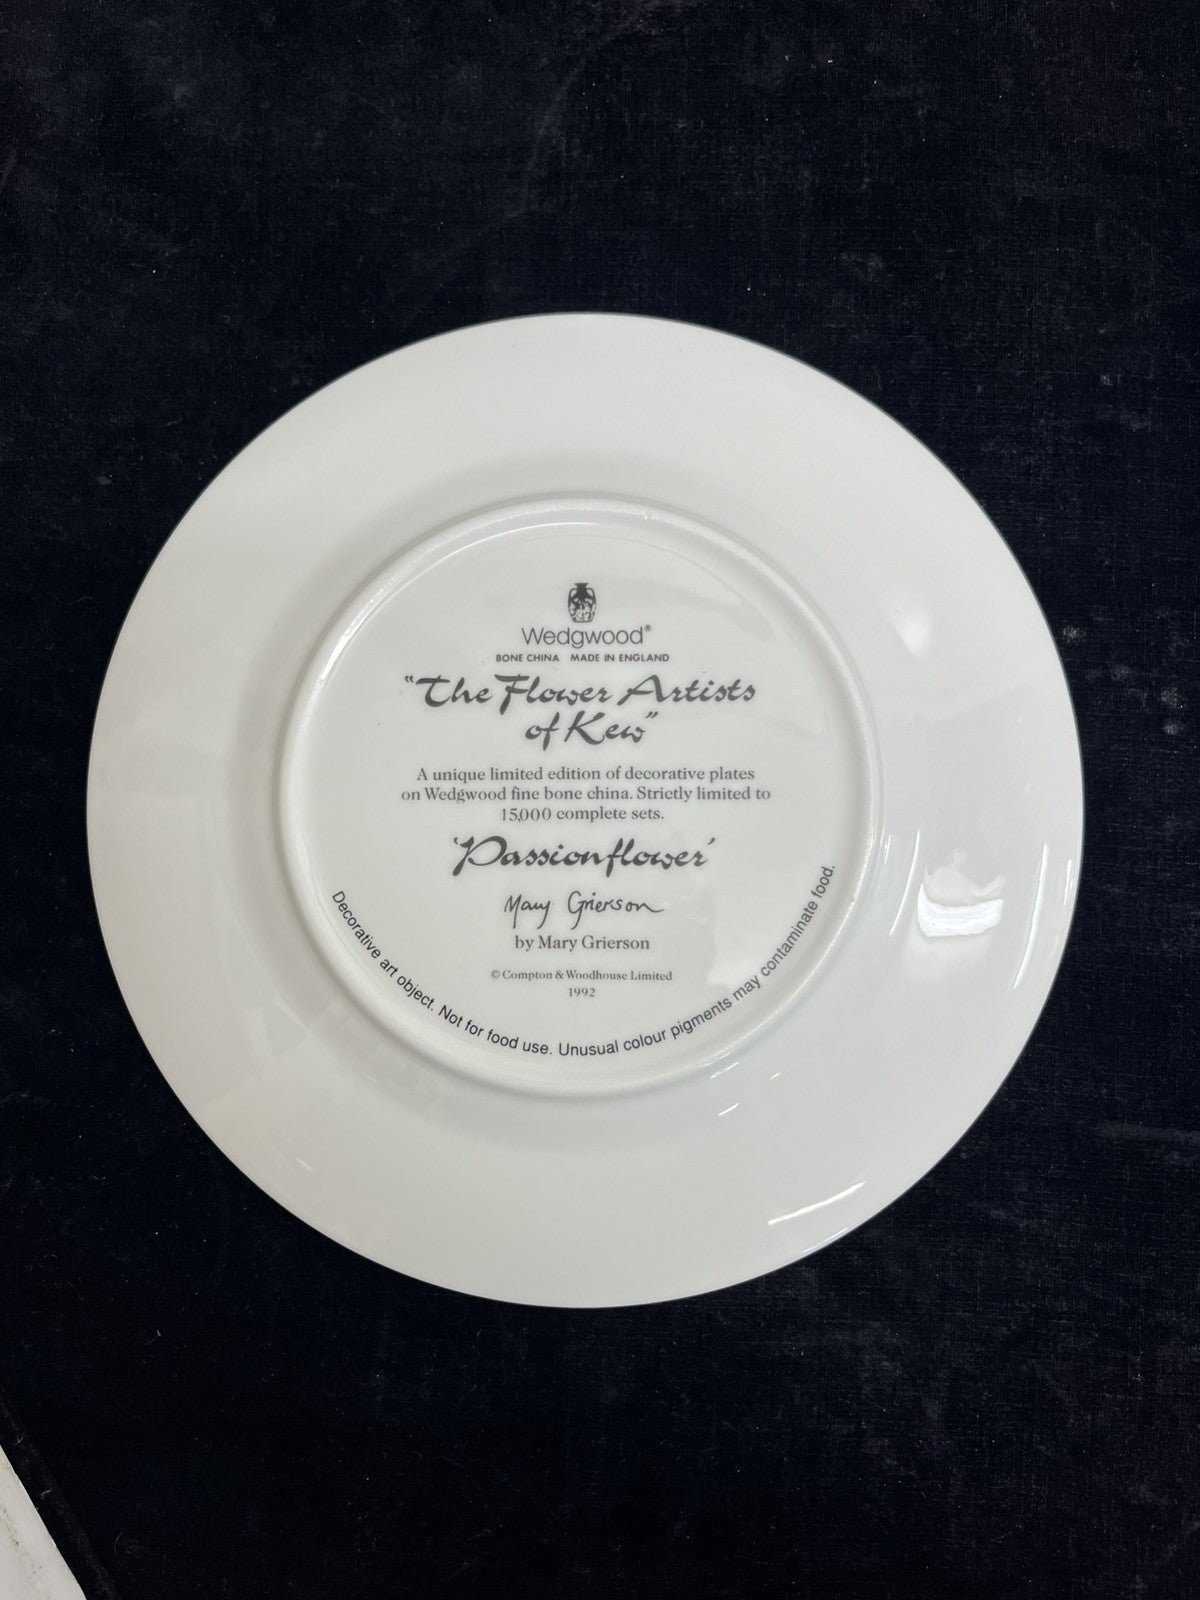 Wedgwood®
BONE CHINA MADE IN ENGLAND
"The Flower Artists
of Kew"
A unique limited edition of decorative plates
on Wedgwood fine bone china. Strictly limited to
15,000 complete sets.
'Passionflower'
Mary Grierson
by Mary Grierson
© Compton & Woodhouse Limited
1992
Decorative art object. Not for food use. Unusual colour pigments may contaminate food.